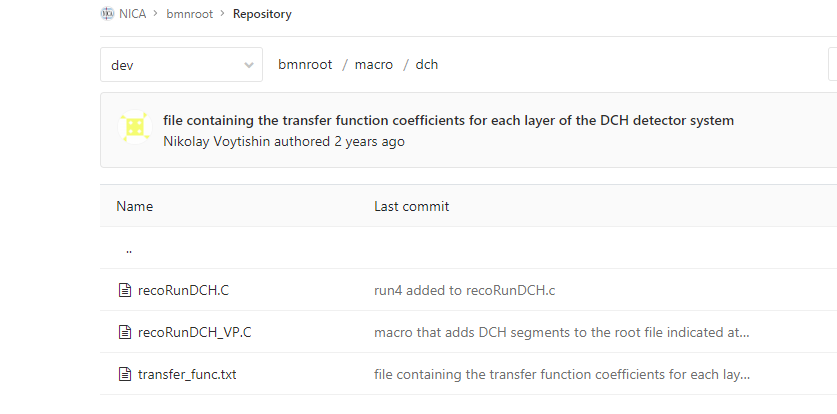 NICA > bmnroot > Repository
dev
bmnroot / macro / dch
file containing the transfer function coefficients for each layer of the DCH detector system
Nikolay Voytishin authored 2 years ago
Name Last commit
..
recoRunDCH.C run4 added to recoRunDCH.c
recoRunDCH_VP.C macro that adds DCH segments to the root file indicated at...
transfer_func.txt file containing the transfer function coefficients for each lay...